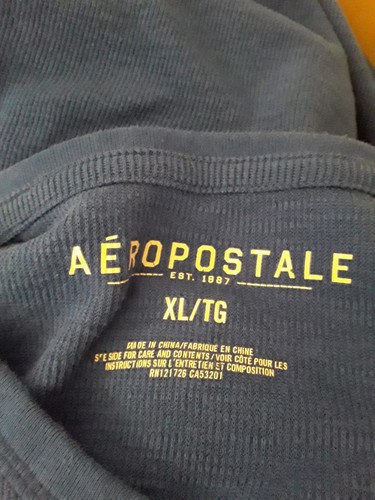 AÉROPOSTALE
EST. 1987
XL/TG
MADE IN CHINA/FABRIQUE EN CHINE
SEE SIDE FOR CARE AND CONTENTS/VOIR CÔTÉ POUR LES
INSTRUCTIONS SUR L'ENTRETIEN ET COMPOSITION
RN121726 CA53201